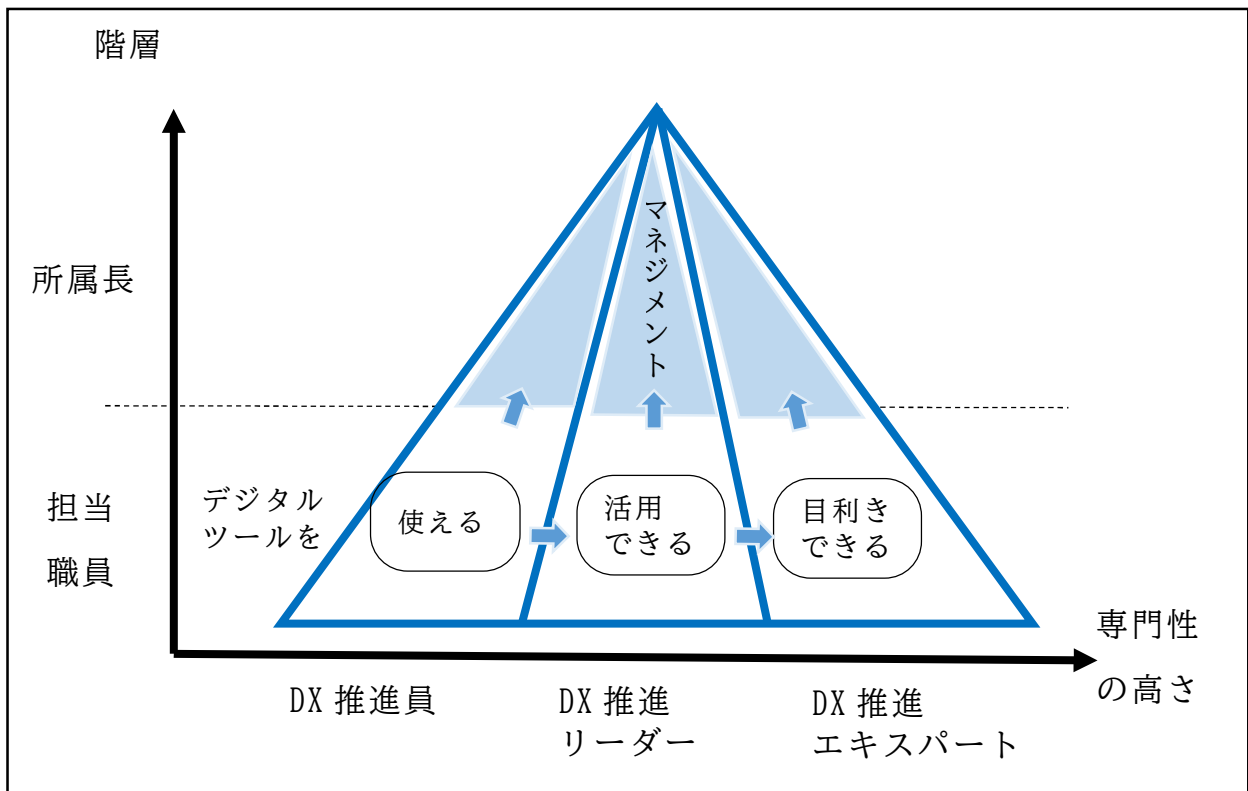 階層
マネジメント
所属長
担当
職員
デジタル
ツールを
使える
活用
できる
目利き
できる
専門性
の高さ
DX 推進員
DX 推進
リーダー
DX 推進
エキスパート